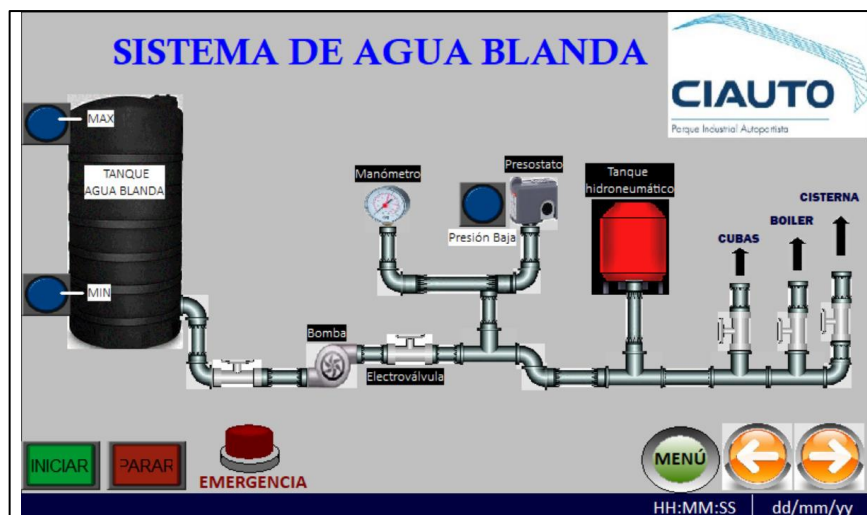 SISTEMA DE AGUA BLANDA
CIAUTO
Parque Industrial Autopartista
MAX
TANQUE
AGUA BLANDA
MIN
Manómetro
Presostato
Presión Baja
Tanque
hidroneumático
CISTERNA
BOILER
CUBAS
Bomba
Electroválvula
INICIAR
PARAR
EMERGENCIA
MENÚ
HH:MM:SS
dd/mm/yy